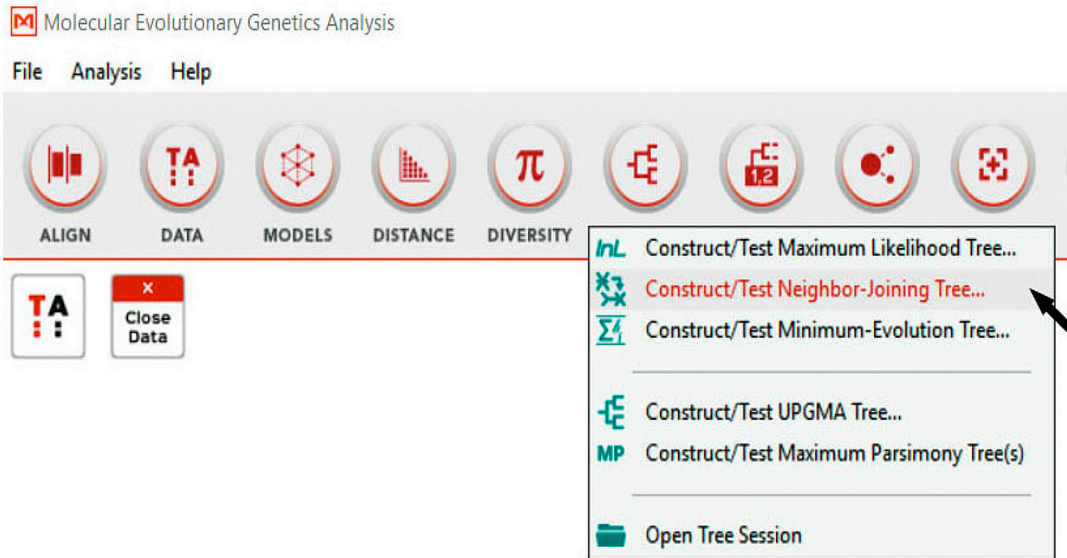 M Molecular Evolutionary Genetics Analysis
File Analysis Help
TA
π
1,2
ALIGN DATA MODELS DISTANCE DIVERSITY
lnL Construct/Test Maximum Likelihood Tree...
Construct/Test Neighbor-Joining Tree...
Construct/Test Minimum-Evolution Tree...
Construct/Test UPGMA Tree...
MP Construct/Test Maximum Parsimony Tree(s)
Open Tree Session
TA
X
Close
Data